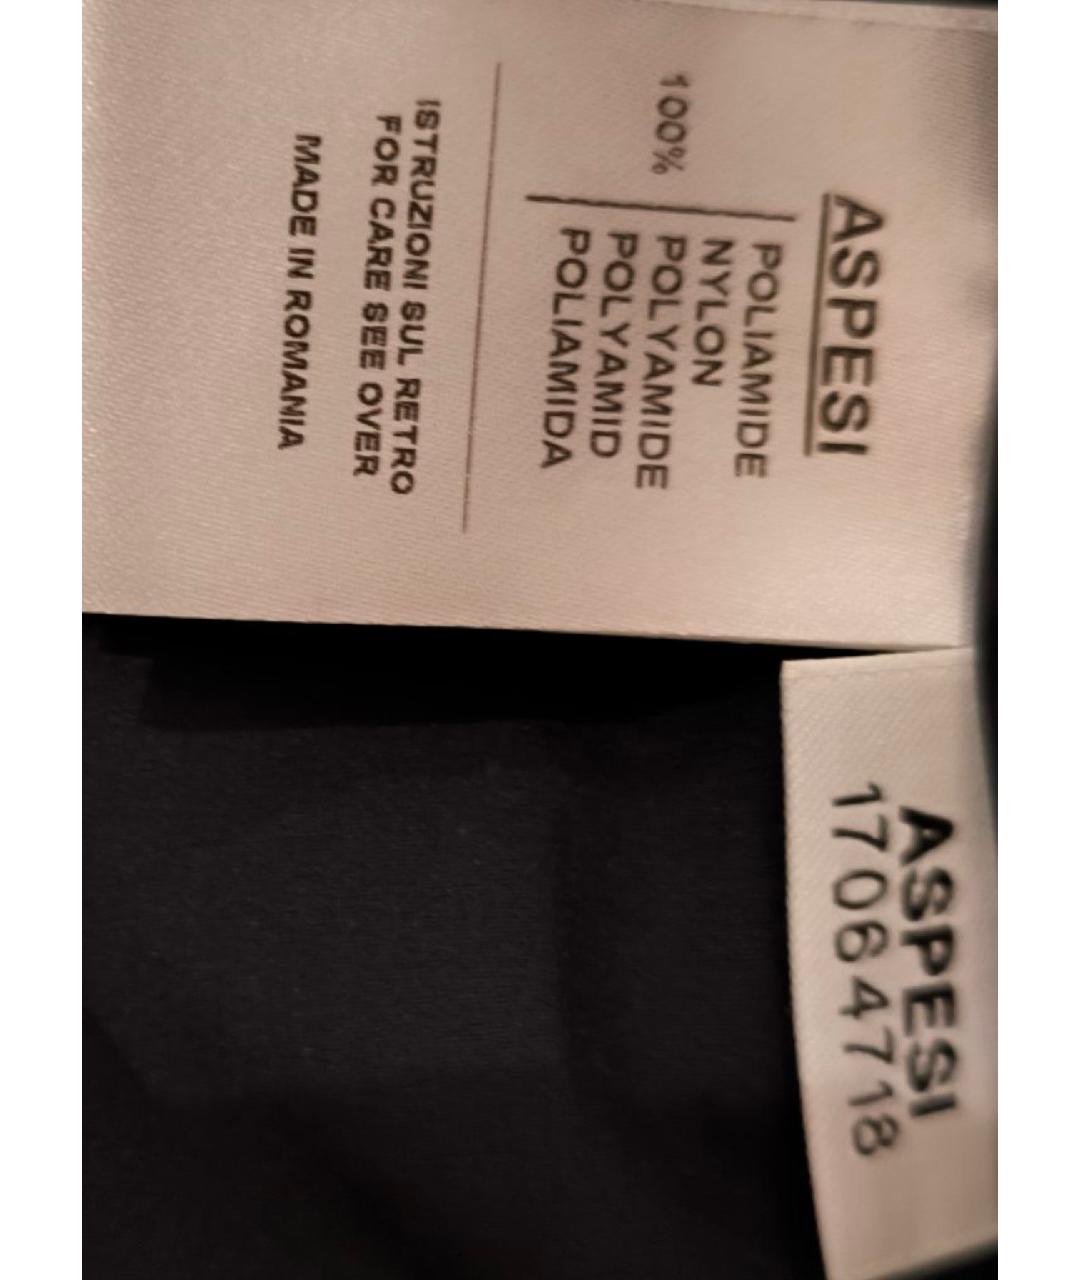 ASPESI
100%
POLIAMIDE
NYLON
POLYAMIDE
POLYAMID
POLIAMIDA
ISTRUZIONI SUL RETRO
FOR CARE SEE OVER
MADE IN ROMANIA
ASPESI
17064718